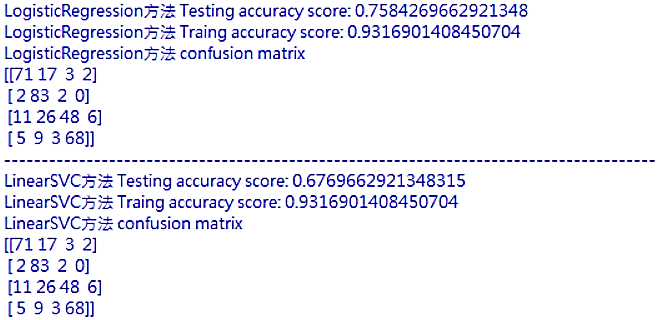 LogisticRegression方法 Testing accuracy score: 0.7584269662921348
LogisticRegression方法 Traing accuracy score: 0.9316901408450704
LogisticRegression方法 confusion matrix
[[71 17  3  2]
 [ 2 83  2  0]
 [11 26 48  6]
 [ 5  9  3 68]]
--------------------------------------------------------------------------------------
LinearSVC方法 Testing accuracy score: 0.6769662921348315
LinearSVC方法 Traing accuracy score: 0.9316901408450704
LinearSVC方法 confusion matrix
[[71 17  3  2]
 [ 2 83  2  0]
 [11 26 48  6]
 [ 5  9  3 68]]